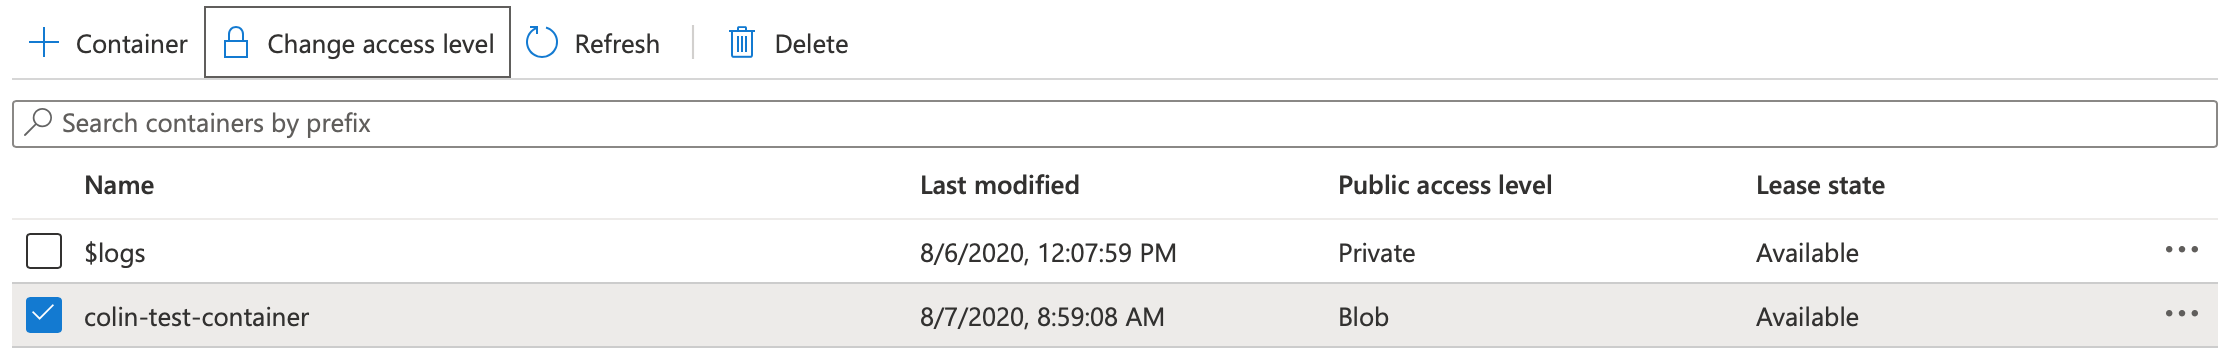 Container Change access level Refresh Delete
Search containers by prefix
Name Last modified Public access level Lease state
$logs 8/6/2020, 12:07:59 PM Private Available
colin-test-container 8/7/2020, 8:59:08 AM Blob Available